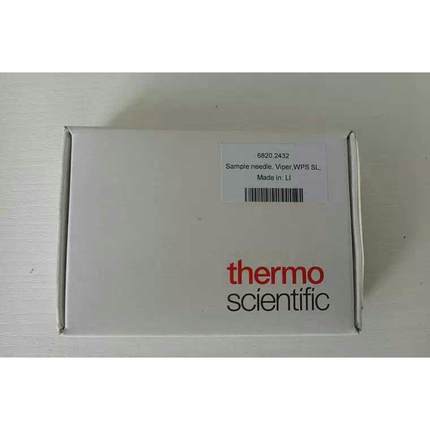 6820.2432
Sample needle, Viper,WPS SL,
Made in: LI
thermo
scientific